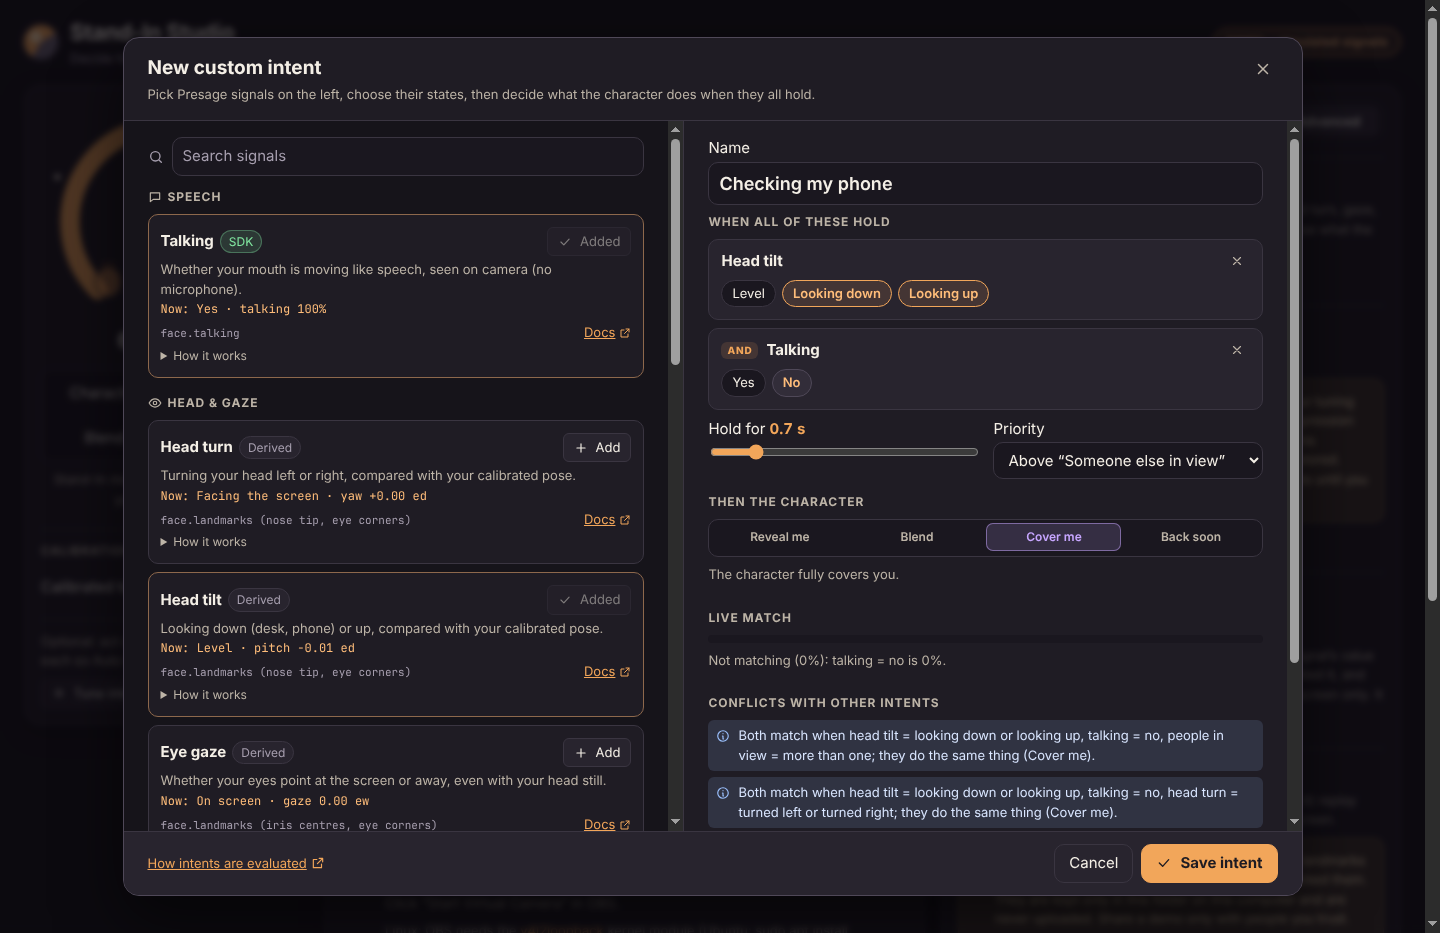 Stand-in Studio
New custom intent
Pick Presage signals on the left, choose their states, then decide what the character does when they all hold.
Search signals
SPEECH
Talking SDK Added
Whether your mouth is moving like speech, seen on camera (no
microphone).
Now: Yes · talking 100%
face.talking Docs
How it works
HEAD & GAZE
Head turn Derived + Add
Turning your head left or right, compared with your calibrated pose.
Now: Facing the screen · yaw +0.00 ed
face.landmarks (nose tip, eye corners) Docs
How it works
Head tilt Derived Added
Looking down (desk, phone) or up, compared with your calibrated pose.
Now: Level · pitch -0.01 ed
face.landmarks (nose tip, eye corners) Docs
How it works
Eye gaze Derived + Add
Whether your eyes point at the screen or away, even with your head still.
Now: On screen · gaze 0.00 ew
face.landmarks (iris centres, eye corners) Docs
Name
Checking my phone
WHEN ALL OF THESE HOLD
Head tilt
Level Looking down Looking up
AND Talking
Yes No
Hold for 0.7 s
Priority
Above “Someone else in view”
THEN THE CHARACTER
Reveal me Blend Cover me Back soon
The character fully covers you.
LIVE MATCH
Not matching (0%): talking = no is 0%.
CONFLICTS WITH OTHER INTENTS
Both match when head tilt = looking down or looking up, talking = no, people in
view = more than one; they do the same thing (Cover me).
Both match when head tilt = looking down or looking up, talking = no, head turn =
turned left or turned right; they do the same thing (Cover me).
How intents are evaluated
Cancel
Save intent